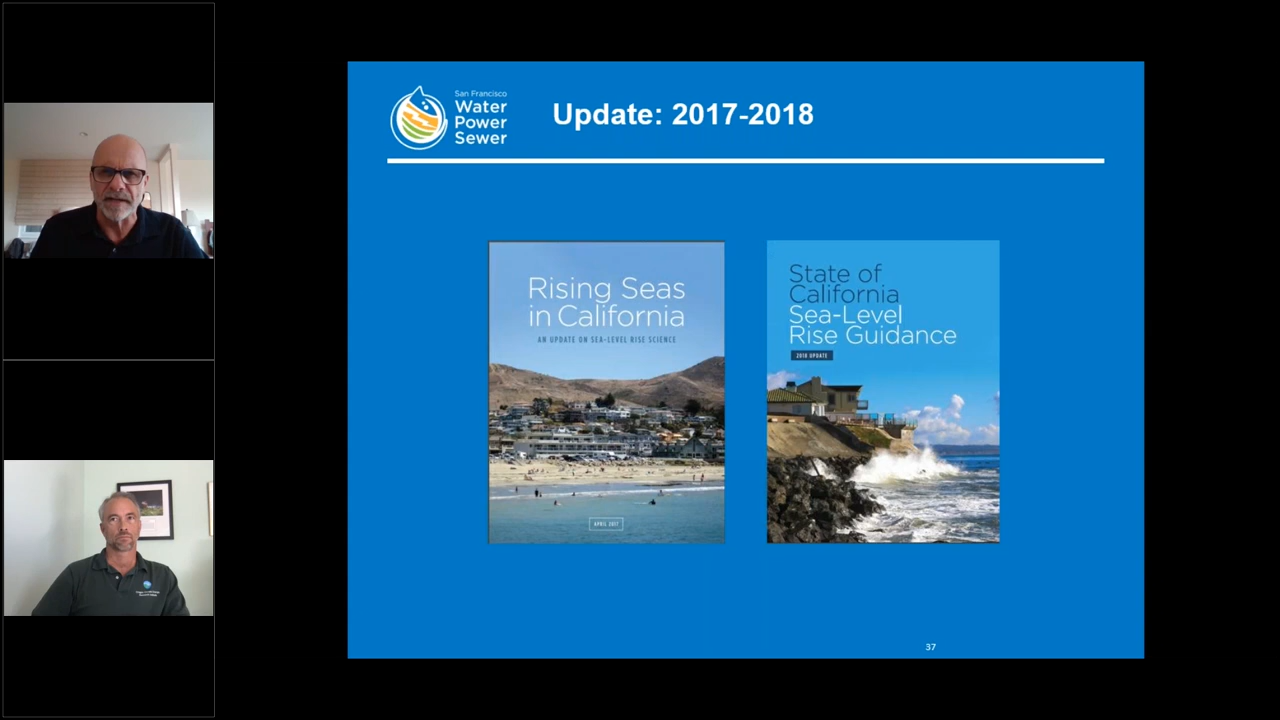 San Francisco
Water
Power
Sewer
Update: 2017-2018
Rising Seas
in California
AN UPDATE ON SEA-LEVEL RISE SCIENCE
APRIL 2017
State of
California
Sea-Level
Rise Guidance
2018 UPDATE
37